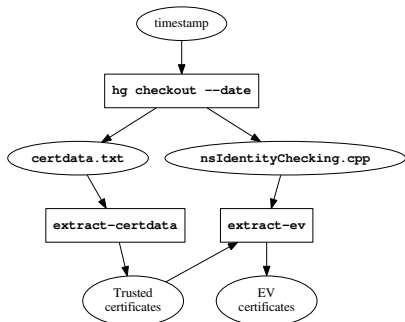 timestamp
hg checkout --date
certdata.txt
nsIdentityChecking.cpp
extract-certdata
extract-ev
Trusted
certificates
EV
certificates